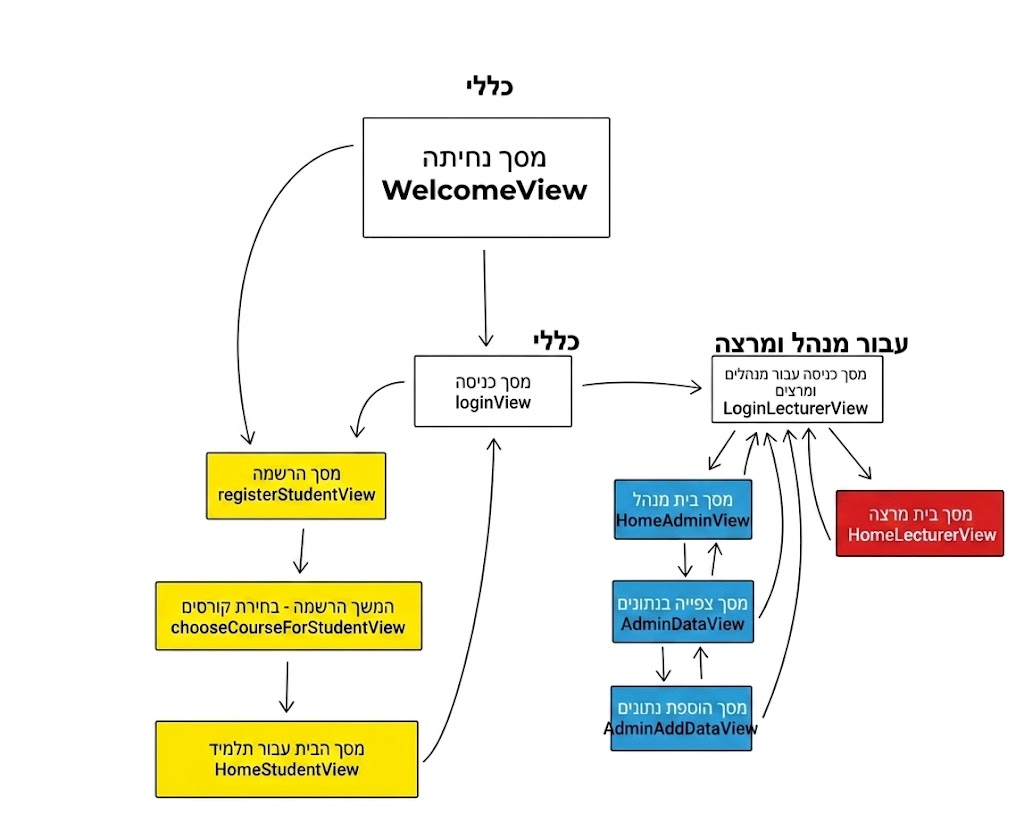 כללי
מסך נחיתה
WelcomeView
כללי
מסך כניסה
loginView
עבור מנהל ומרצה
מסך כניסה עבור מנהלים
ומרצים
LoginLecturerView
מסך הרשמה
registerStudentView
המשך הרשמה - בחירת קורסים
chooseCourseForStudentView
מסך הבית עבור תלמיד
HomeStudentView
מסך בית מנהל
HomeAdminView
מסך צפייה בנתונים
AdminDataView
מסך הוספת נתונים
AdminAddDataView
מסך בית מרצה
HomeLecturerView